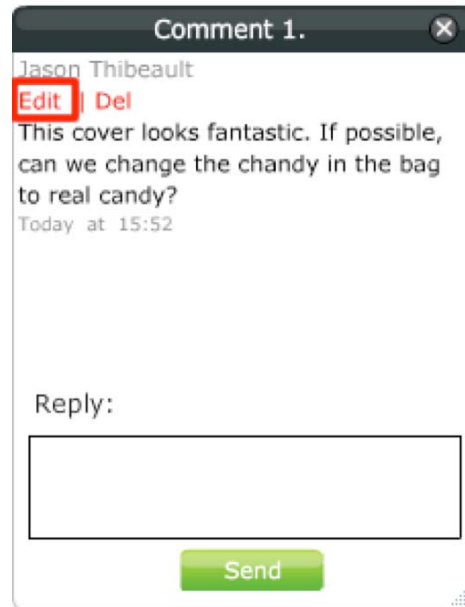 Comment 1.
Jason Thibeault
Edit | Del
This cover looks fantastic. If possible,
can we change the chandy in the bag
to real candy?
Today at 15:52
Reply:
Send